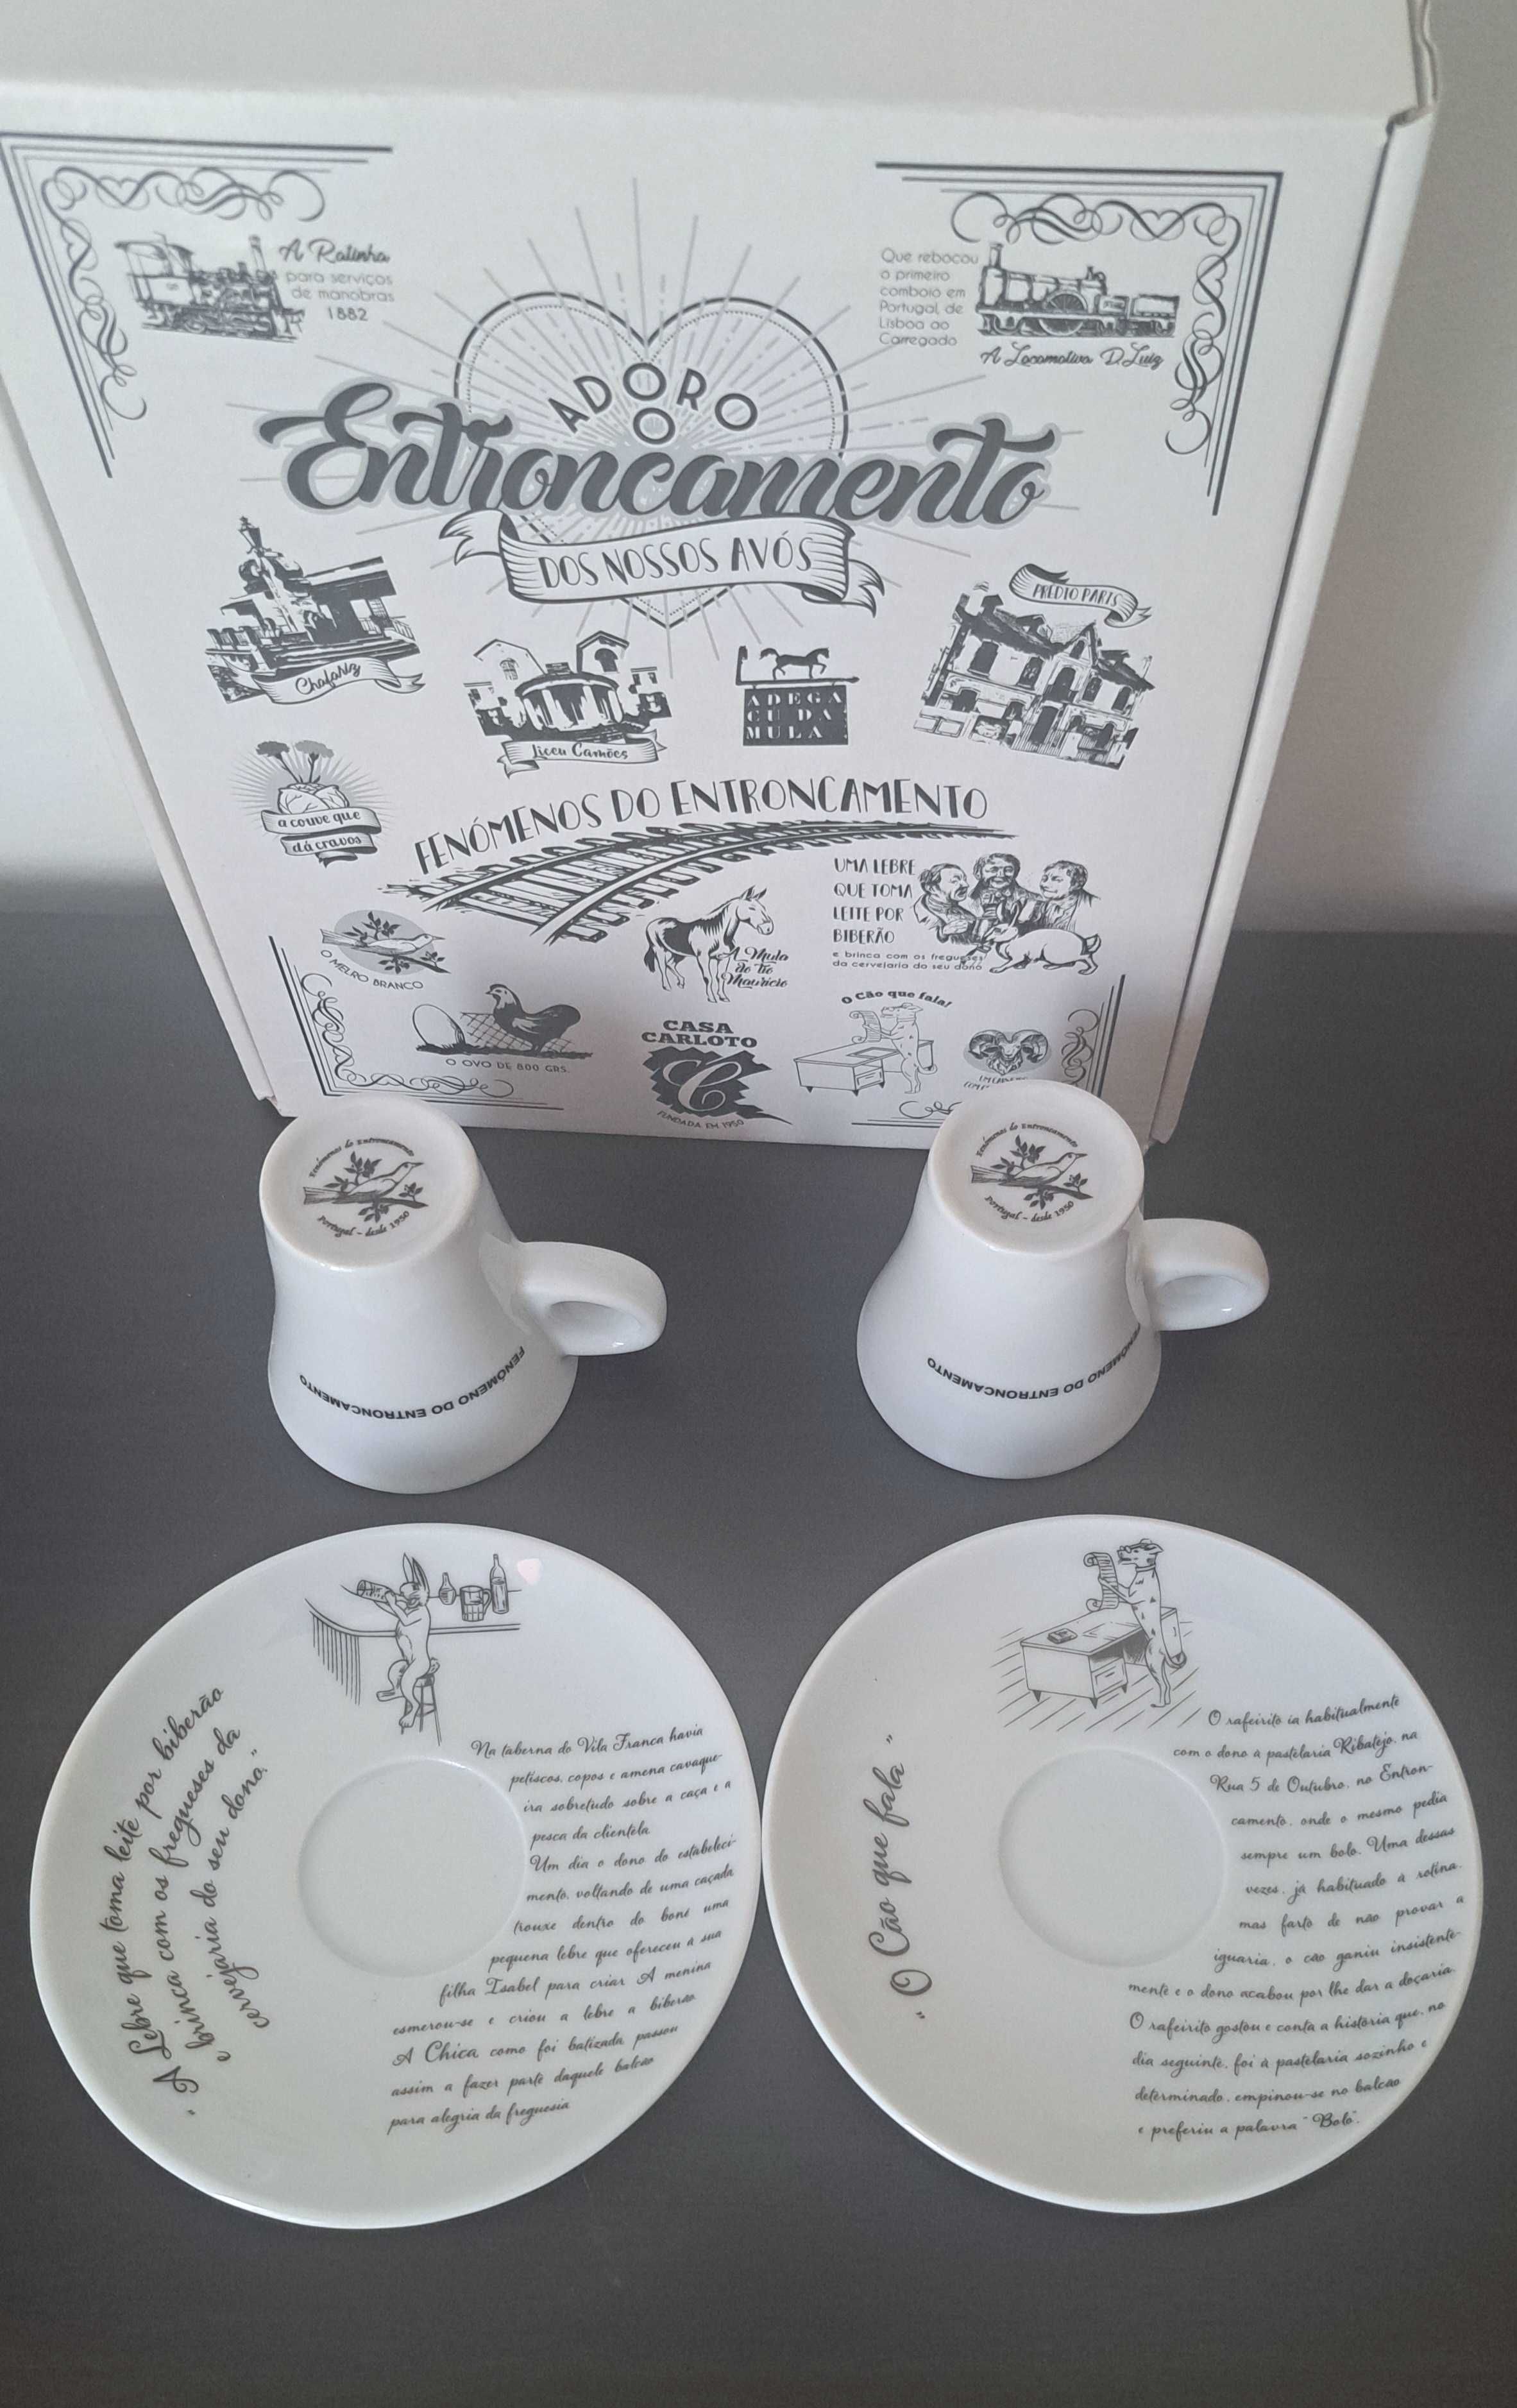 A Ratinha
para serviços
de manobras
1882
Que rebocou
o primeiro
comboio em
Portugal de
Lisboa ao
Carregado
A Locomotiva D. Luiz
ADORO
O
Entroncamento
DOS NOSSOS AVÓS
Chafariz
PRÉDIO PARIS
Liceu Camões
ADEGA
CU DA
MULA
a couve que
dá cravos
FENÓMENOS DO ENTRONCAMENTO
UMA LEBRE
QUE TOMA
LEITE POR
BIBERÃO
e brinca com os fregueses
da cervejaria do seu dono
O MELRO BRANCO
A Mula
do Tio
Maurício
O Cão que fala!
O OVO DE 800 GRS.
CASA
CARLOTO
C
FUNDADA EM 1950
Fenómenos do Entroncamento
Portugal - desde 1950
FENÓMENO DO ENTRONCAMENTO
Fenómenos do Entroncamento
Portugal - desde 1950
FENÓMENO DO ENTRONCAMENTO
"A Lebre que toma leite por biberão
e brinca com os fregueses da
cervejaria do seu dono."
Na taberna do Vila Franca havia
petiscos, copos e amena cavaque-
ira sobretudo sobre a caça e a
pesca da clientela
Um dia o dono do estabeleci-
mento, voltando de uma caçada
trouxe dentro do boné uma
pequena lebre que ofereceu à sua
filha Isabel para criar. A menina
esmerou-se e criou a lebre a biberão
A Chica, como foi batizada, passou
assim a fazer parte daquele balcão
para alegria da freguesia
"O Cão que fala"
O rafeirito ia habitualmente
com o dono à pastelaria Ribatejo, na
Rua 5 de Outubro, no Entron-
camento, onde o mesmo pedia
sempre um bolo. Uma dessas
vezes, já habituado à rotina,
mas farto de não provar a
iguaria, o cão ganiu insistente-
mente e o dono acabou por lhe dar a doçaria.
O rafeirito gostou e conta a história que, no
dia seguinte, foi à pastelaria sozinho e
determinado, empinou-se no balcão
e preferiu a palavra "Bolo".